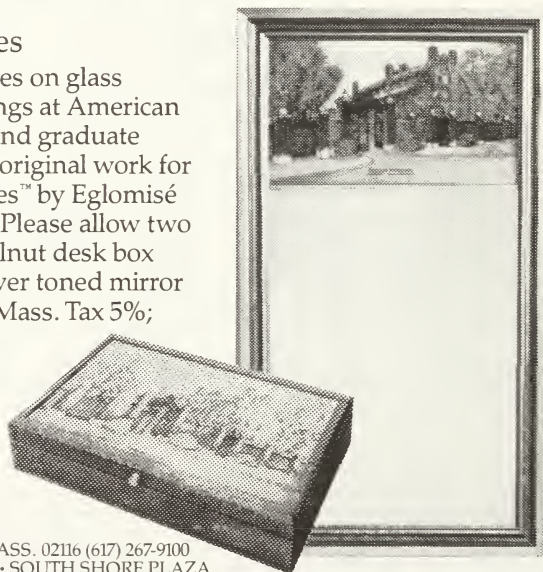 es
es on glass
ngs at American
nd graduate
original work for
es™ by Eglomisé
Please allow two
lnut desk box
ver toned mirror
Mass. Tax 5%;
ASS. 02116 (617) 267-9100
• SOUTH SHORE PLAZA